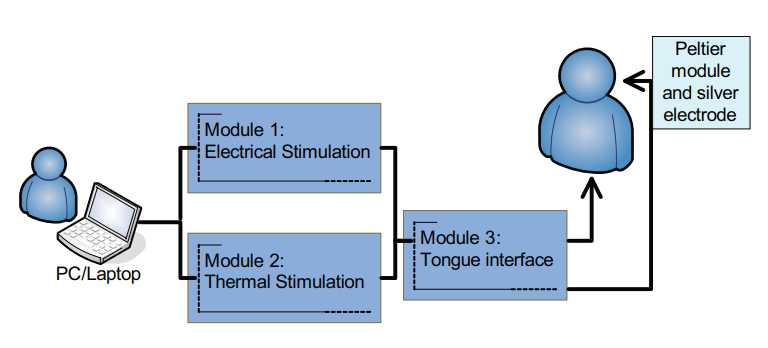 PC/Laptop
Module 1:
Electrical Stimulation
Module 2:
Thermal Stimulation
Module 3:
Tongue interface
Peltier
module
and silver
electrode